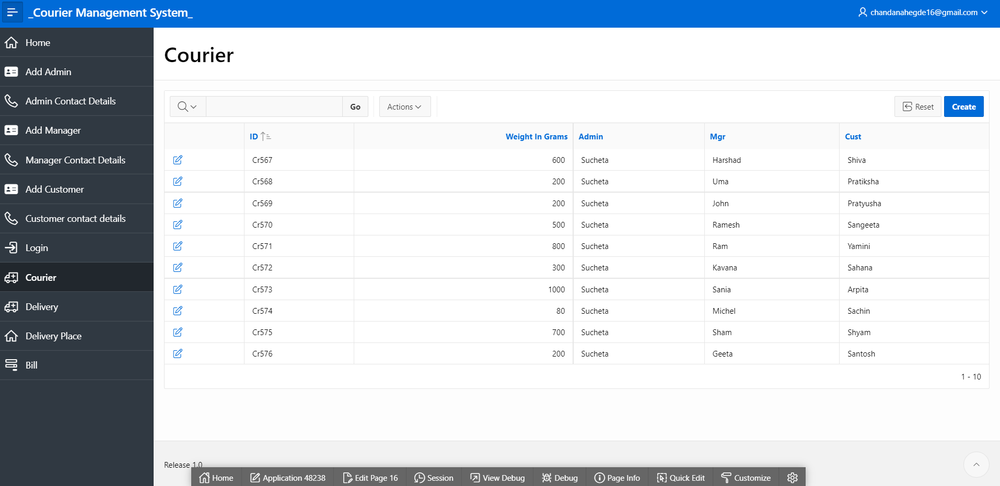 _Courier Management System_
chandanahegde16@gmail.com
Home
Add Admin
Admin Contact Details
Add Manager
Manager Contact Details
Add Customer
Customer contact details
Login
Courier
Delivery
Delivery Place
Bill
Courier
Go Actions Reset Create
ID Weight In Grams Admin Mgr Cust
Cr567 600 Sucheta Harshad Shiva
Cr568 200 Sucheta Uma Pratiksha
Cr569 200 Sucheta John Pratyusha
Cr570 500 Sucheta Ramesh Sangeeta
Cr571 800 Sucheta Ram Yamini
Cr572 300 Sucheta Kavana Sahana
Cr573 1000 Sucheta Sania Arpita
Cr574 80 Sucheta Michel Sachin
Cr575 700 Sucheta Sham Shyam
Cr576 200 Sucheta Geeta Santosh
1 - 10
Release 1.0
Home Application 48238 Edit Page 16 Session View Debug Debug Page Info Quick Edit Customize